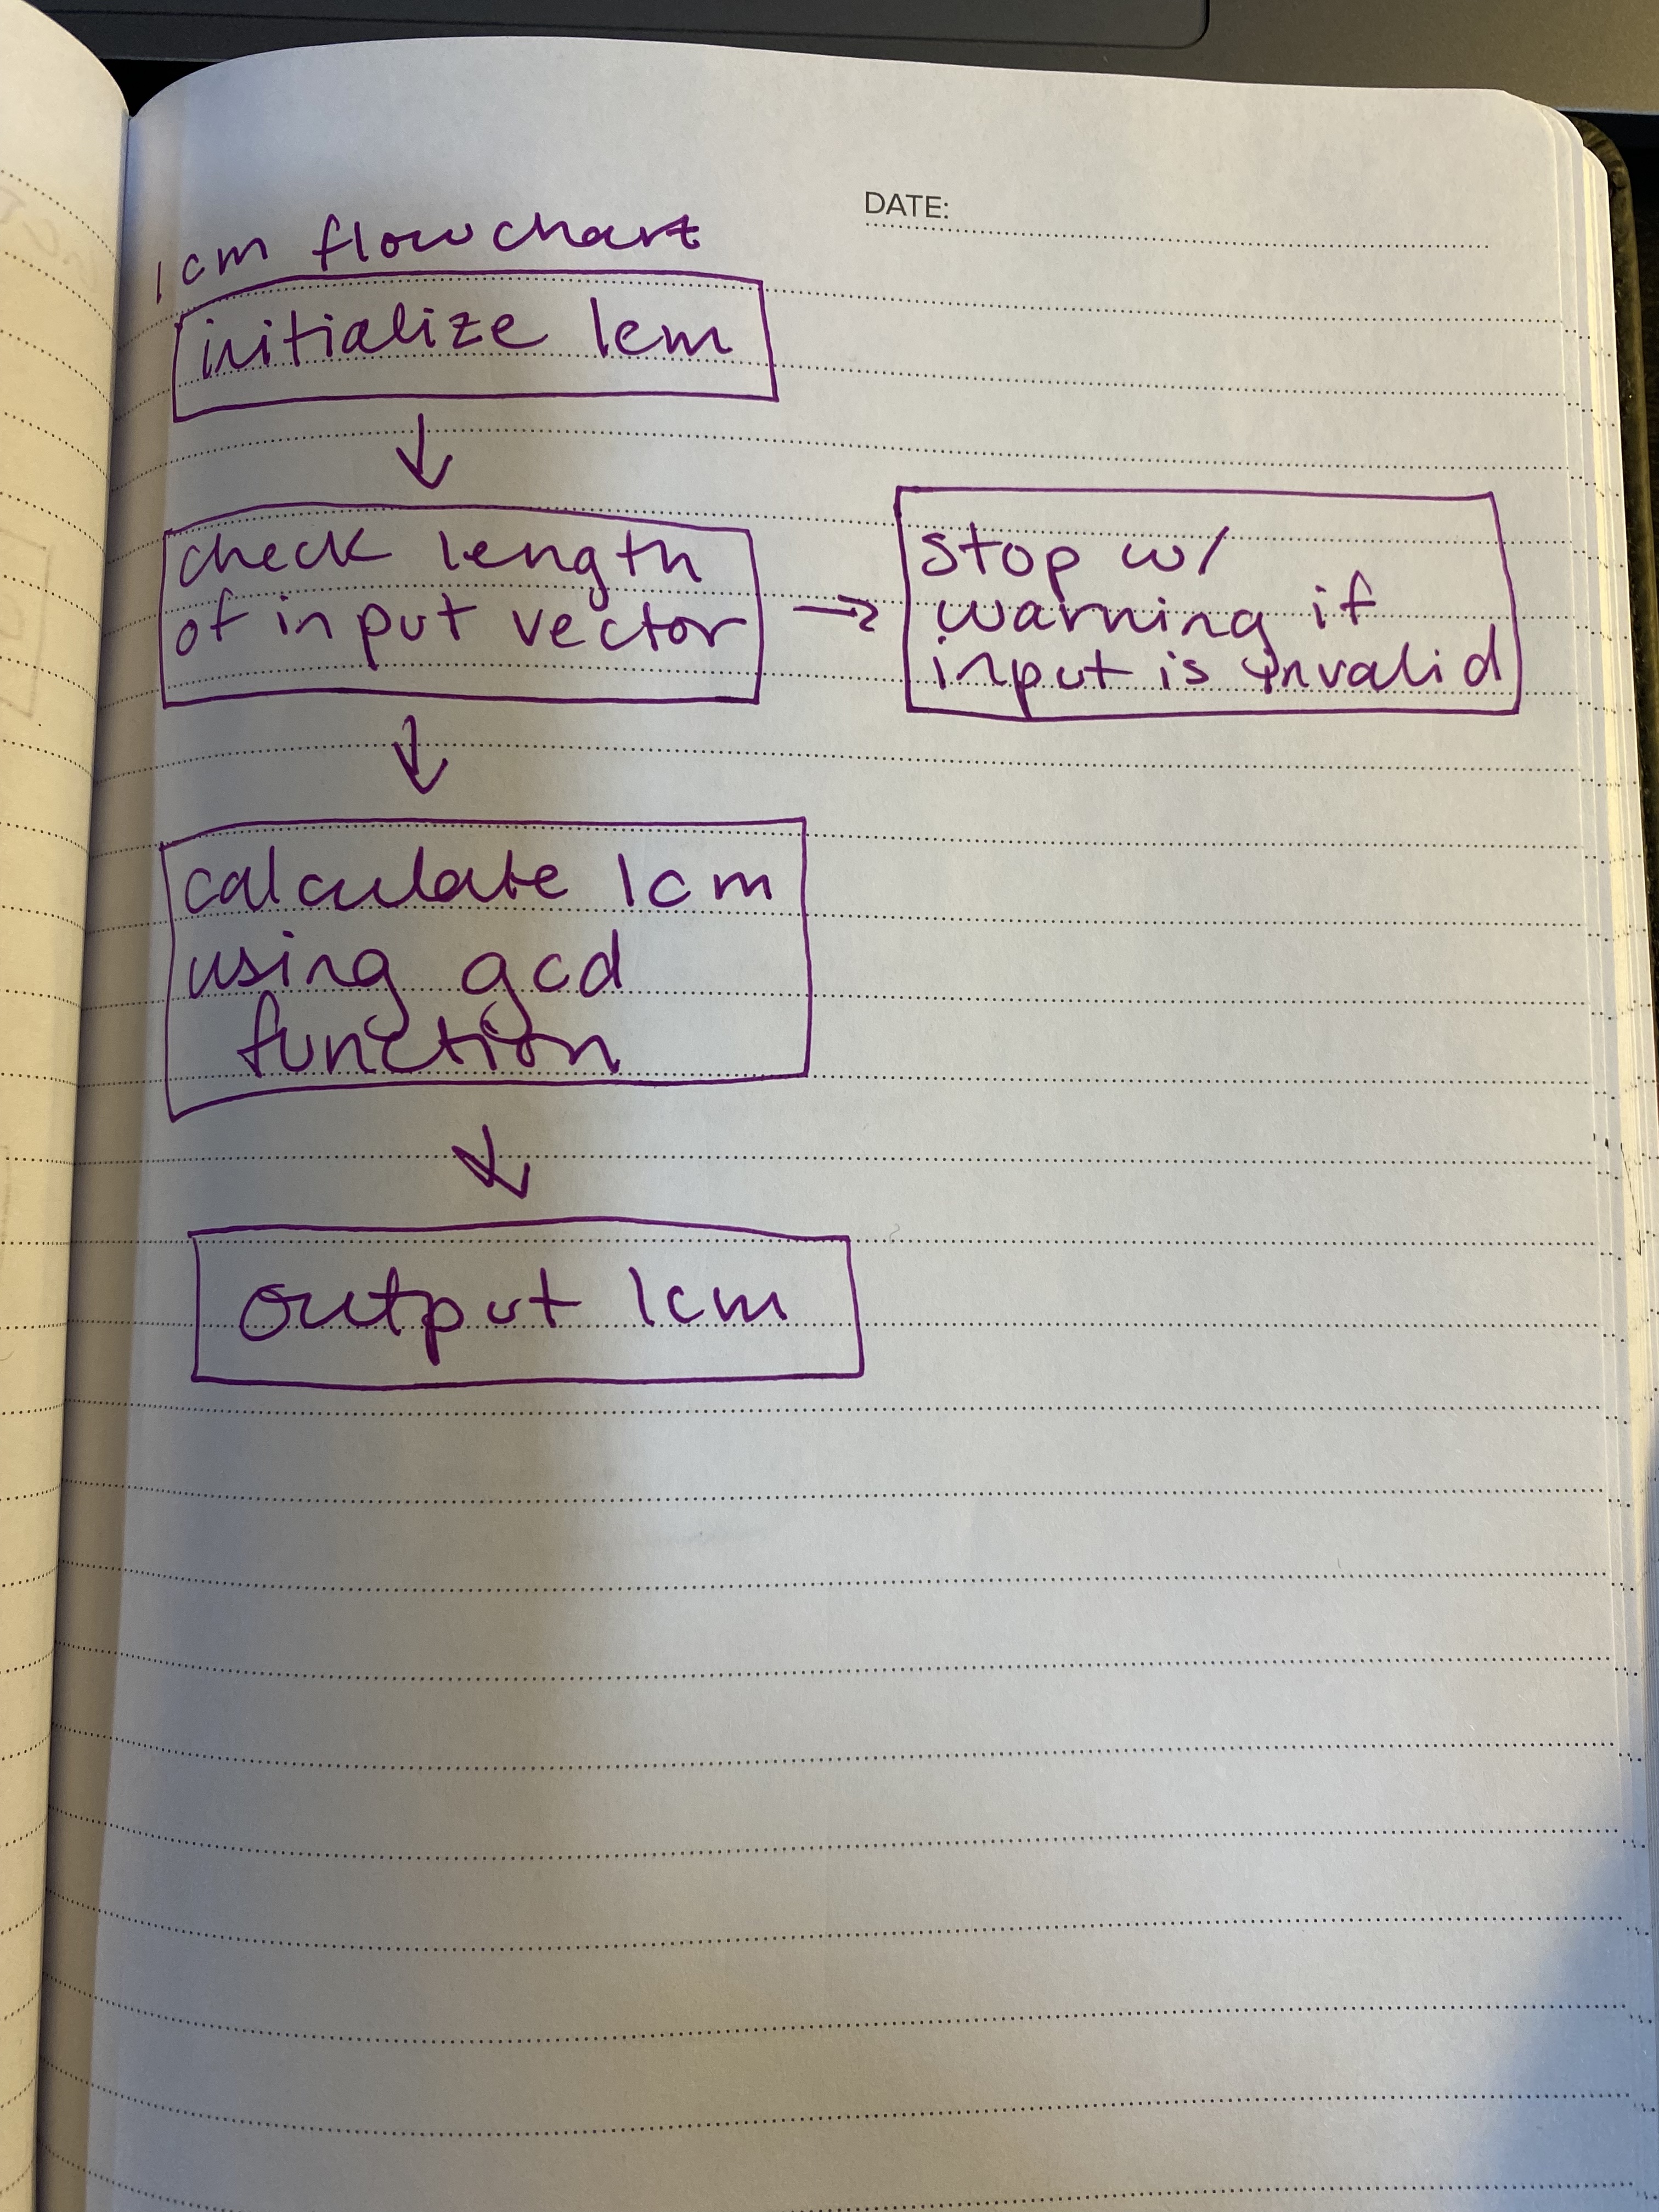 DATE:
lcm flowchart
initialize lcm
check length
of input vector
stop w/
warning if
input is invalid
calculate lcm
using gcd
function
output lcm